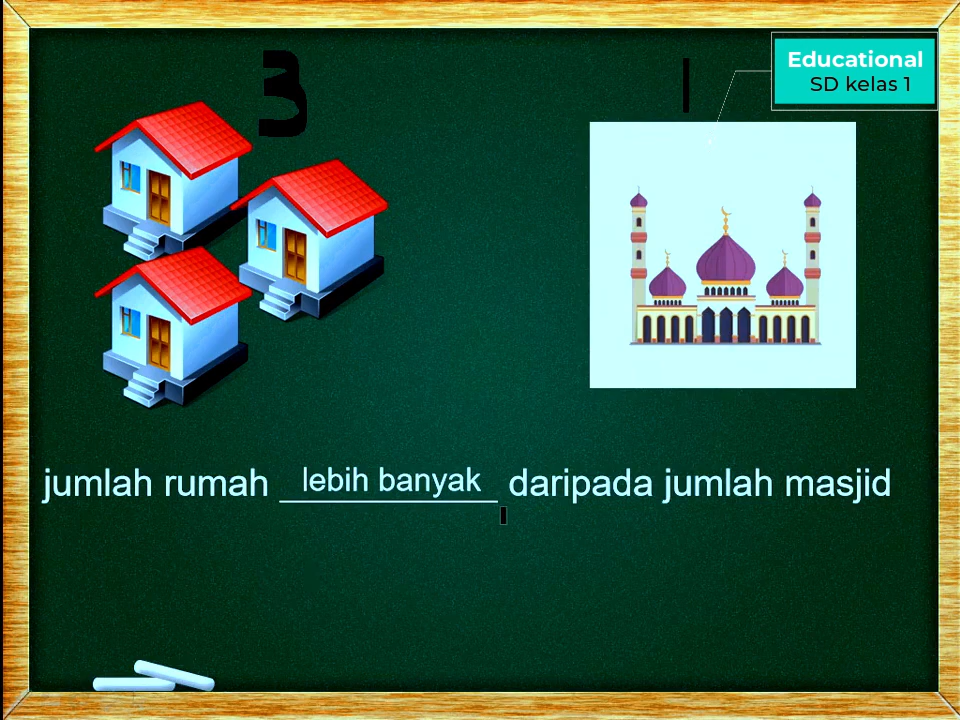 3
1
Educational
SD kelas 1
jumlah rumah lebih banyak daripada jumlah masjid